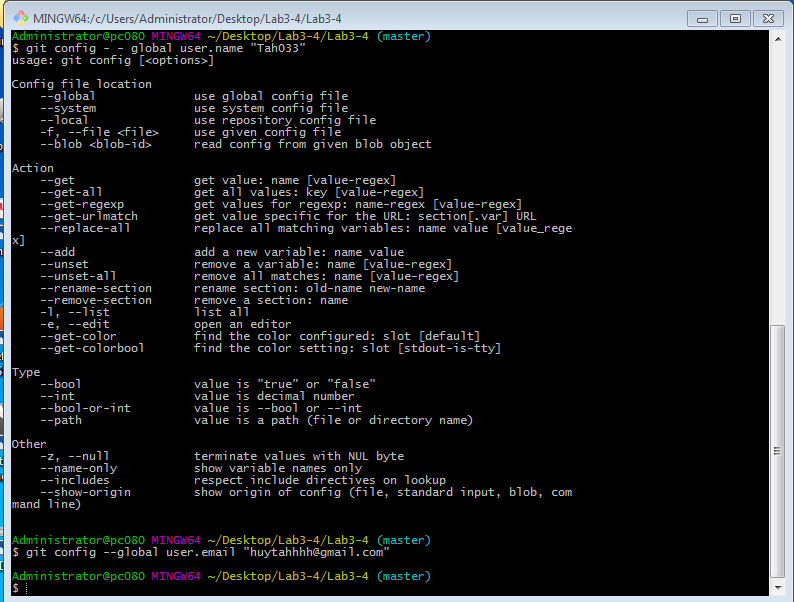 MINGW64:/c/Users/Administrator/Desktop/Lab3-4/Lab3-4
Administrator@pc080 MINGW64 ~/Desktop/Lab3-4/Lab3-4 (master)
$ git config - - global user.name "Tah033"
usage: git config [<options>]
Config file location
--global use global config file
--system use system config file
--local use repository config file
-f, --file <file> use given config file
--blob <blob-id> read config from given blob object
Action
--get get value: name [value-regex]
--get-all get all values: key [value-regex]
--get-regexp get values for regexp: name-regex [value-regex]
--get-urlmatch get value specific for the URL: section[.var] URL
--replace-all replace all matching variables: name value [value_rege
x]
--add add a new variable: name value
--unset remove a variable: name [value-regex]
--unset-all remove all matches: name [value-regex]
--rename-section rename section: old-name new-name
--remove-section remove a section: name
-l, --list list all
-e, --edit open an editor
--get-color find the color configured: slot [default]
--get-colorbool find the color setting: slot [stdout-is-tty]
Type
--bool value is "true" or "false"
--int value is decimal number
--bool-or-int value is --bool or --int
--path value is a path (file or directory name)
Other
-z, --null terminate values with NUL byte
--name-only show variable names only
--includes respect include directives on lookup
--show-origin show origin of config (file, standard input, blob, com
mand line)
Administrator@pc080 MINGW64 ~/Desktop/Lab3-4/Lab3-4 (master)
$ git config --global user.email "huytahhhh@gmail.com"
Administrator@pc080 MINGW64 ~/Desktop/Lab3-4/Lab3-4 (master)
$